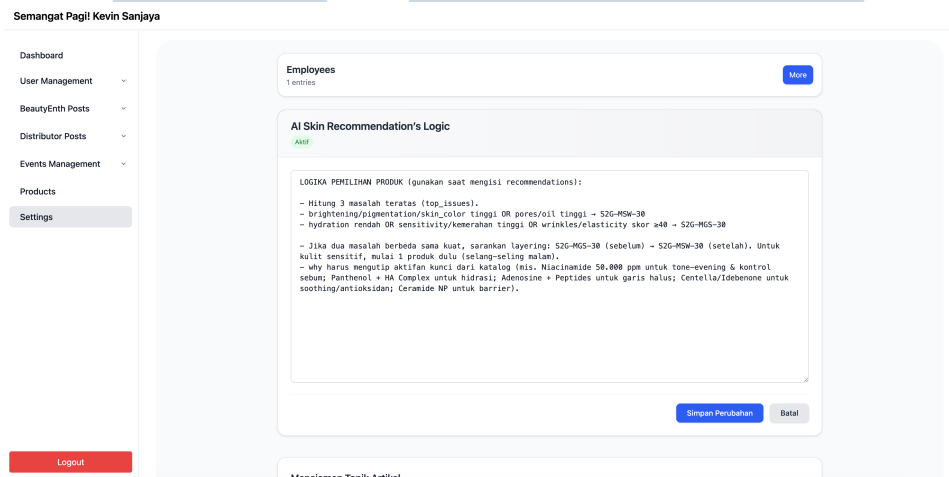 Semangat Pagi! Kevin Sanjaya
Dashboard
User Management
BeautyEnth Posts
Distributor Posts
Events Management
Products
Settings
Logout
Employees
1 entries
More
AI Skin Recommendation's Logic
Aktif
LOGIKA PEMILIHAN PRODUK (gunakan saat mengisi recommendations):
– Hitung 3 masalah teratas (top_issues).
– brightening/pigmentation/skin_color tinggi OR pores/oil tinggi → S2G-MSW-30
– hydration rendah OR sensitivity/kemerahan tinggi OR wrinkles/elasticity skor ≥40 → S2G-MGS-30
– Jika dua masalah berbeda sama kuat, sarankan layering: S2G-MGS-30 (sebelum) → S2G-MSW-30 (setelah). Untuk
kulit sensitif, mulai 1 produk dulu (selang-seling malam).
– why harus mengutip aktifan kunci dari katalog (mis. Niacinamide 50.000 ppm untuk tone-evening & kontrol
sebum; Panthenol + HA Complex untuk hidrasi; Adenosine + Peptides untuk garis halus; Centella/Idebenone untuk
soothing/antioksidan; Ceramide NP untuk barrier).
Simpan Perubahan
Batal
Manajemen Topik Artikel